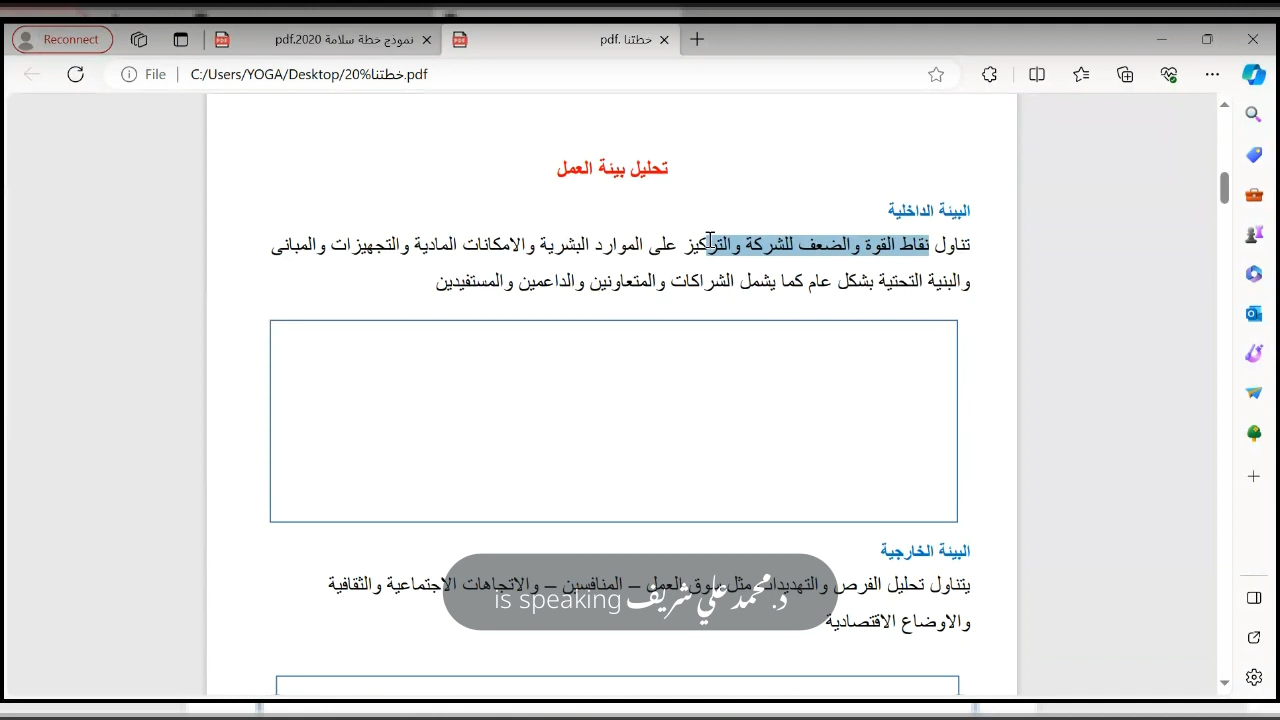 Reconnect
نموذج خطة سلامة 2020.pdf
خطتنا .pdf
File
C:/Users/YOGA/Desktop/20%خطتنا.pdf
تحليل بيئة العمل
البيئة الداخلية
تناول نقاط القوة والضعف للشركة والتركيز على الموارد البشرية والامكانات المادية والتجهيزات والمبانى
والبنية التحتية بشكل عام كما يشمل الشراكات والمتعاونين والداعمين والمستفيدين
البيئة الخارجية
يتناول تحليل الفرص والتهديدات مثل سوق العمل – المنافسين – والاتجاهات الاجتماعية والثقافية
والاوضاع الاقتصادية
د. محمد علي شريف is speaking